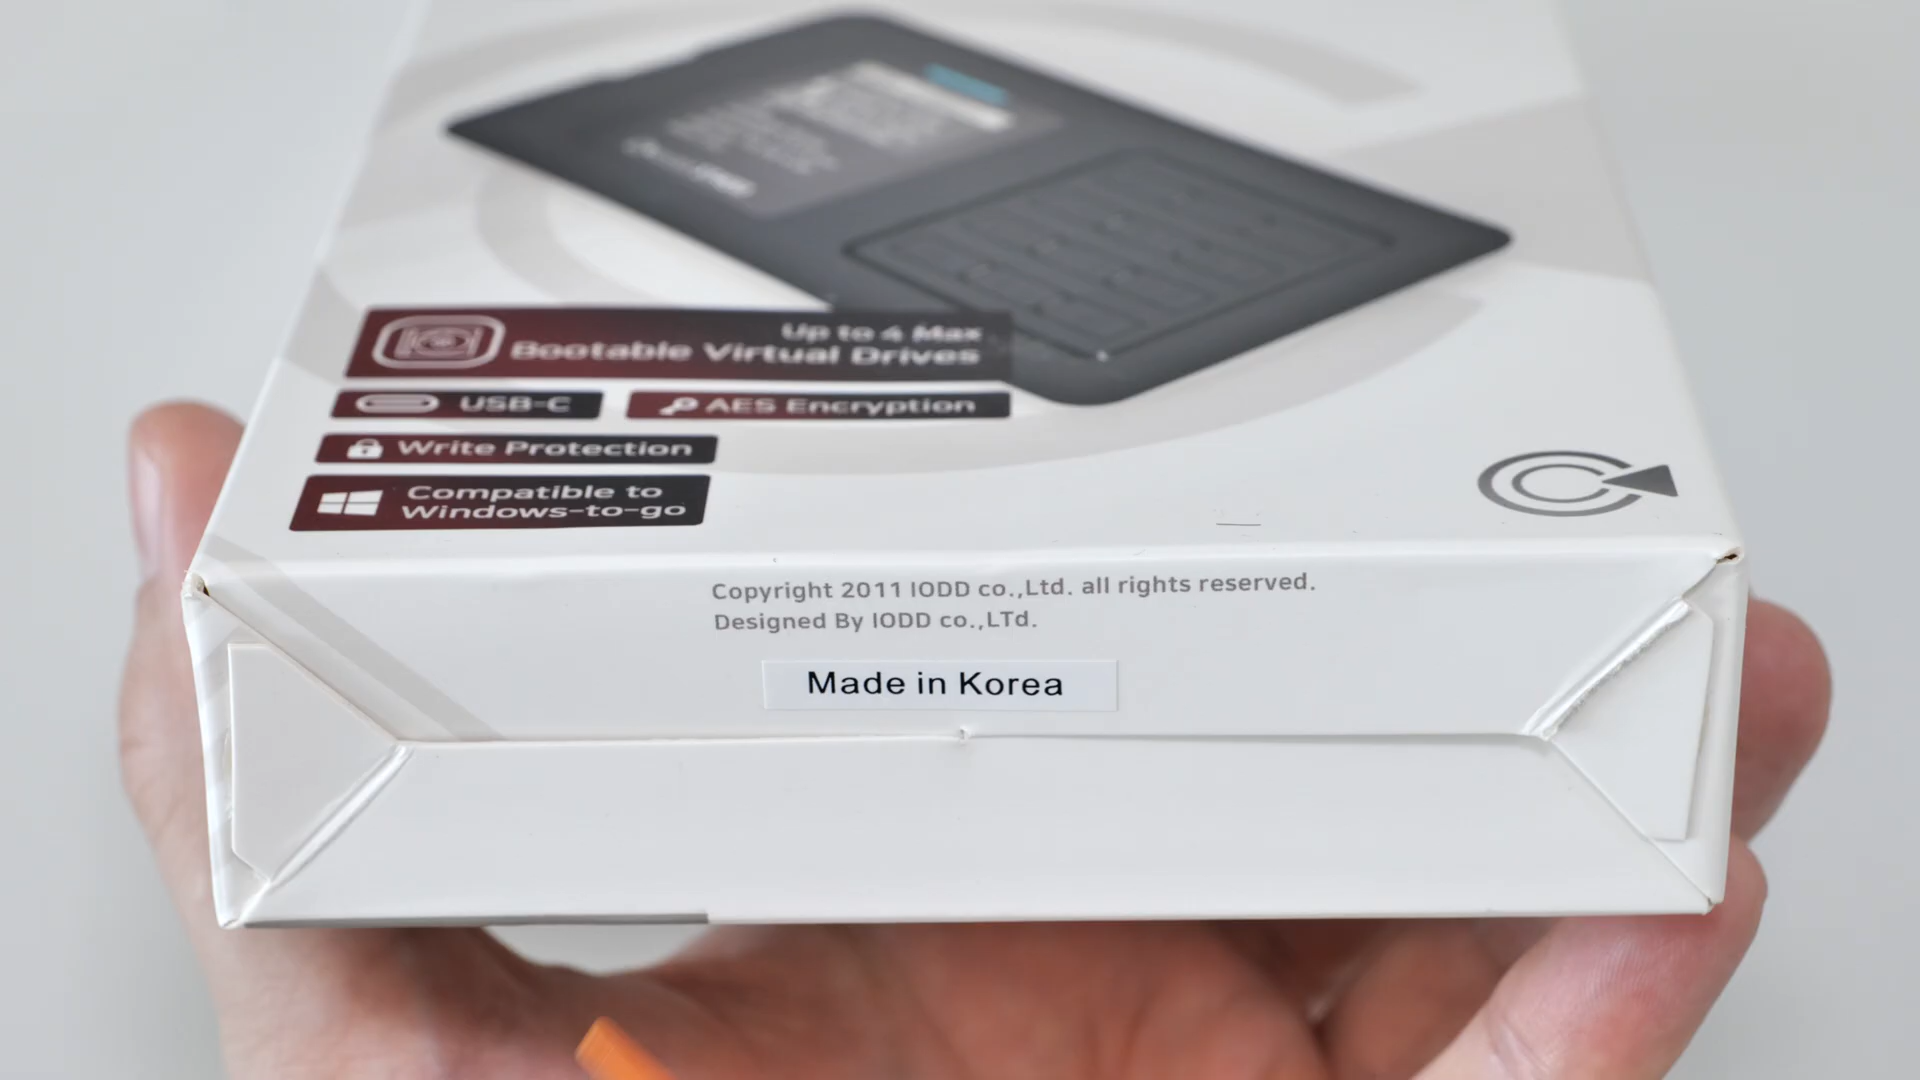 Up to 4 Max
Bootable Virtual Drives
USB-C
AES Encryption
Write Protection
Compatible to
Windows-to-go
Copyright 2011 IODD co.,Ltd. all rights reserved.
Designed By IODD co.,LTd.
Made in Korea